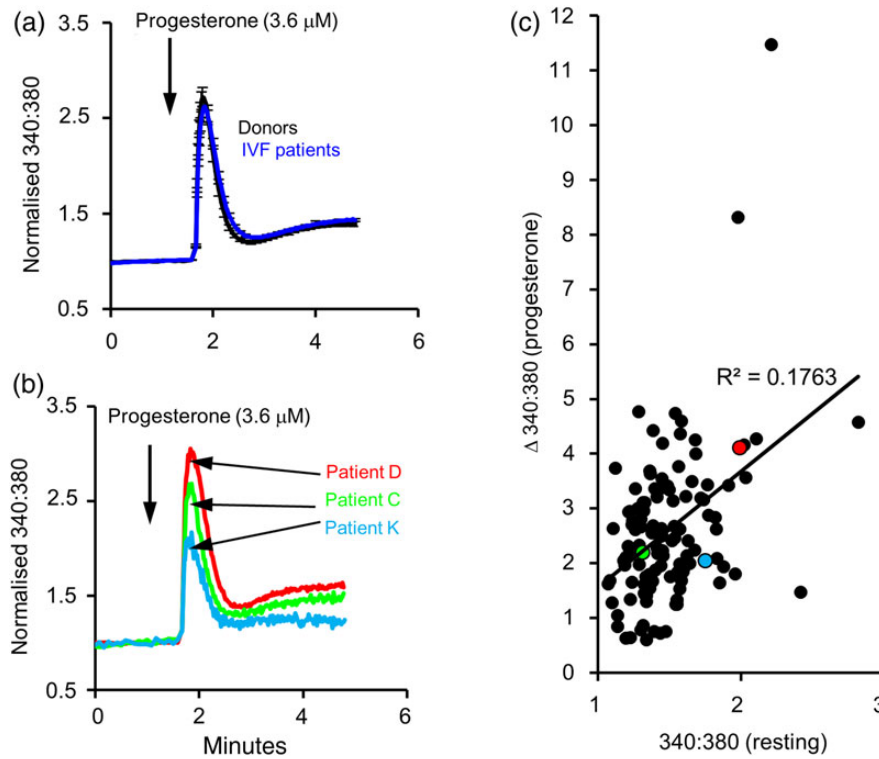 (a)
Progesterone (3.6 μM)
3.5
2.5
1.5
0.5
Normalised 340:380
Donors
IVF patients
0
2
4
6
(b)
Progesterone (3.6 μM)
3.5
2.5
1.5
0.5
Normalised 340:380
Patient D
Patient C
Patient K
0
2
4
6
Minutes
(c)
12
11
10
9
8
7
6
5
4
3
2
1
0
Δ 340:380 (progesterone)
R² = 0.1763
1
2
3
340:380 (resting)